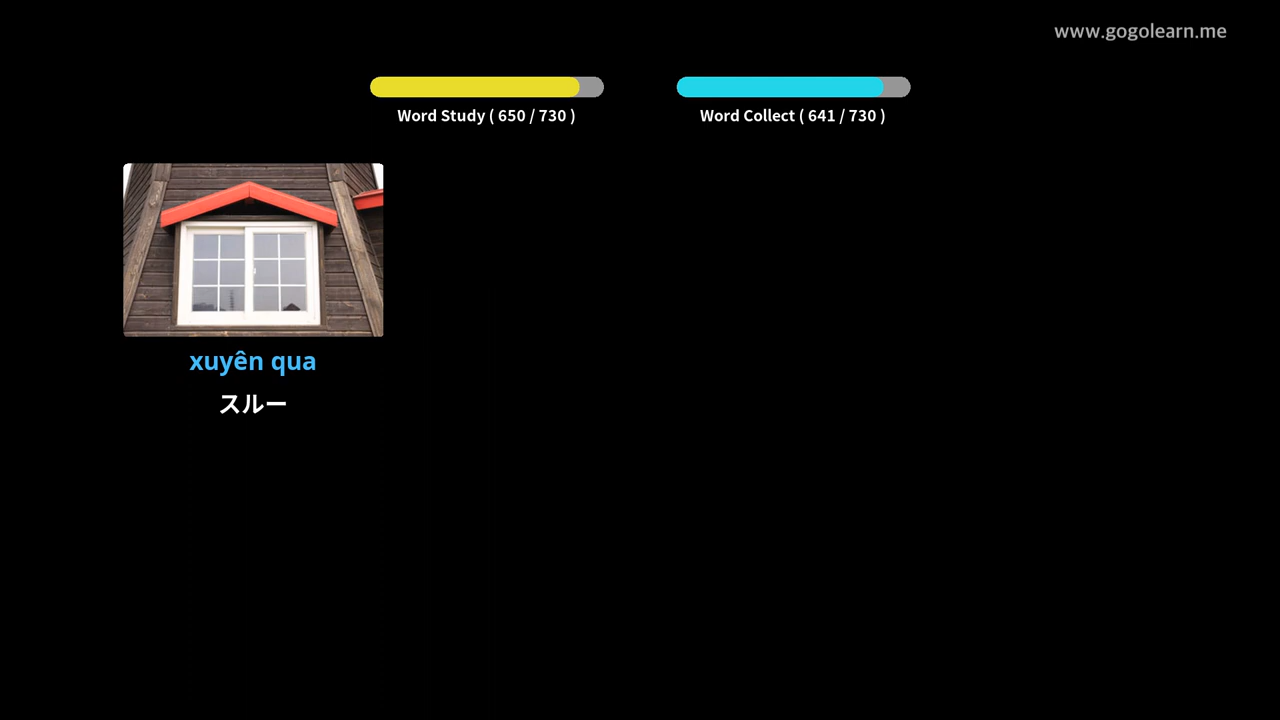 www.gogolearn.me
Word Study ( 650 / 730 )
Word Collect ( 641 / 730 )
xuyên qua
スルー